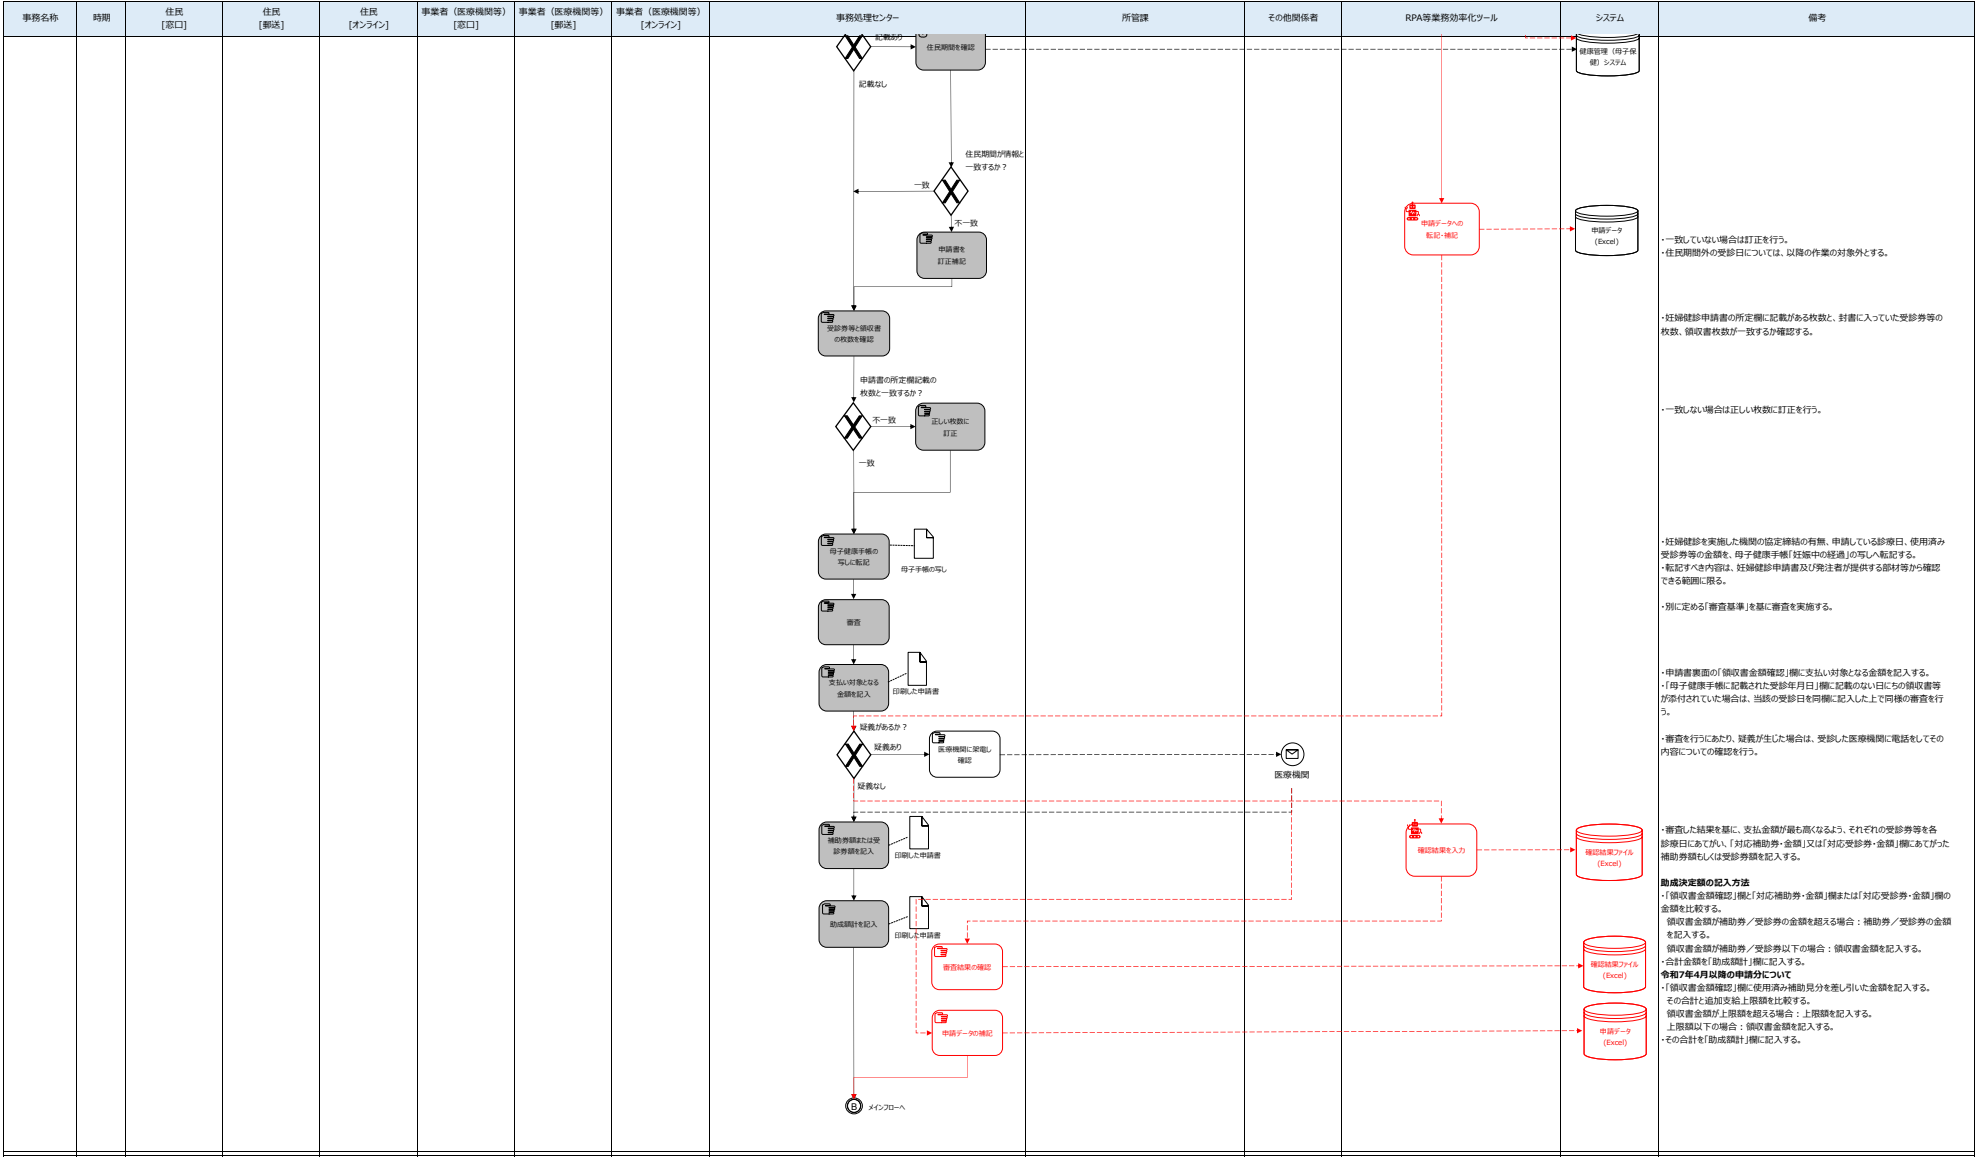 事務名称
時期
住民
[窓口]
住民
[郵送]
住民
[オンライン]
事業者（医療機関等）
[窓口]
事業者（医療機関等）
[郵送]
事業者（医療機関等）
[オンライン]
事務処理センター
所管課
その他関係者
RPA等業務効率化ツール
システム
備考
記載あり
住民期間を確認
健康管理（母子保
健）システム
記載なし
住民期間が情報と
一致するか？
一致
不一致
申請書を
訂正補記
申請データへの
転記・補記
申請データ
(Excel)
・一致していない場合は訂正を行う。
・住民期間外の受診日については、以降の作業の対象外とする。
受診券等と領収書
の枚数を確認
・妊婦健診申請書の所定欄に記載がある枚数と、封書に入っていた受診券等の
枚数、領収書枚数が一致するか確認する。
申請書の所定欄記載の
枚数と一致するか？
不一致
正しい枚数に
訂正
一致
・一致しない場合は正しい枚数に訂正を行う。
母子健康手帳の
写しに転記
母子手帳の写し
・妊婦健診を実施した機関の協定締結の有無、申請している診療日、使用済み
受診券等の金額を、母子健康手帳「妊娠中の経過」の写しへ転記する。
・転記すべき内容は、妊婦健診申請書及び発注者が提供する部材等から確認
できる範囲に限る。
審査
・別に定める「審査基準」を基に審査を実施する。
支払い対象となる
金額を記入
印刷した申請書
・申請書裏面の「領収書金額確認」欄に支払い対象となる金額を記入する。
・「母子健康手帳に記載された受診年月日」欄に記載のない日にちの領収書等
が添付されていた場合は、当該の受診日を同欄に記入した上で同様の審査を行
う。
疑義があるか？
疑義あり
医療機関に架電し
確認
医療機関
疑義なし
・審査を行うにあたり、疑義が生じた場合は、受診した医療機関に電話をしてその
内容についての確認を行う。
補助券額または受
診券額を記入
印刷した申請書
確認結果を入力
確認結果ファイル
(Excel)
・審査した結果を基に、支払金額が最も高くなるよう、それぞれの受診券等を各
診療日にあてがい、「対応補助券・金額」又は「対応受診券・金額」欄にあてがった
補助券額もしくは受診券額を記入する。
助成額計を記入
印刷した申請書
助成決定額の記入方法
・「領収書金額確認」欄と「対応補助券・金額」欄または「対応受診券・金額」欄の
金額を比較する。
領収書金額が補助券／受診券の金額を超える場合：補助券／受診券の金額
を記入する。
領収書金額が補助券／受診券以下の場合：領収書金額を記入する。
・合計金額を「助成額計」欄に記入する。
審査結果の確認
確認結果ファイル
(Excel)
令和7年4月以降の申請分について
・「領収書金額確認」欄に使用済み補助見分を差し引いた金額を記入する。
その合計と追加支給上限額を比較する。
領収書金額が上限額を超える場合：上限額を記入する。
上限額以下の場合：領収書金額を記入する。
・その合計を「助成額計」欄に記入する。
申請データの補記
申請データ
(Excel)
B
メインフローへ